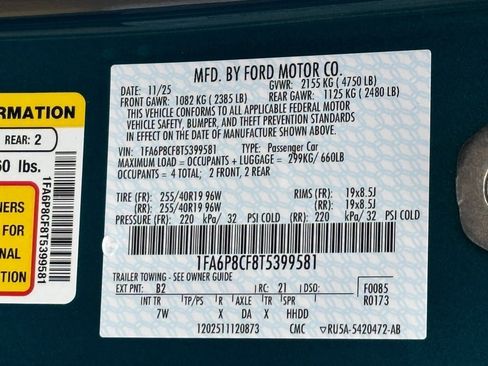 MFD. BY FORD MOTOR CO.
DATE: 11/25 GVWR: 2155 KG ( 4750 LB)
FRONT GAWR: 1082 KG ( 2385 LB) REAR GAWR: 1125 KG ( 2480 LB)
THIS VEHICLE CONFORMS TO ALL APPLICABLE FEDERAL MOTOR
VEHICLE SAFETY, BUMPER, AND THEFT PREVENTION STANDARDS
IN EFFECT ON THE DATE OF MANUFACTURE SHOWN ABOVE.
VIN: 1FA6P8CF8T5399581 TYPE: Passenger Car
MAXIMUM LOAD = OCCUPANTS + LUGGAGE = 299KG/ 660LB
OCCUPANTS = 4 TOTAL; 2 FRONT, 2 REAR
TIRE (FR): 255/40R19 96W RIMS (FR): 19x8.5J
TIRE (RR): 255/40R19 96W RIMS (RR): 19x8.5J
PRESSURE (FR): 220 kPa/ 32 PSI COLD (RR): 220 kPa/ 32 PSI COLD
1FA6P8CF8T5399581
TRAILER TOWING - SEE OWNER GUIDE
EXT PNT: B2 RC: 21 DSO: F0085
INT TR TP/PS R AXLE TR SPR R0173
7W X D HHDD
1202511120873 CMC RU5A-5420472-AB
FORMATION
REAR: 2
60 lbs.
NERS
FOR
ONAL
1FA6P8CF8T5399581